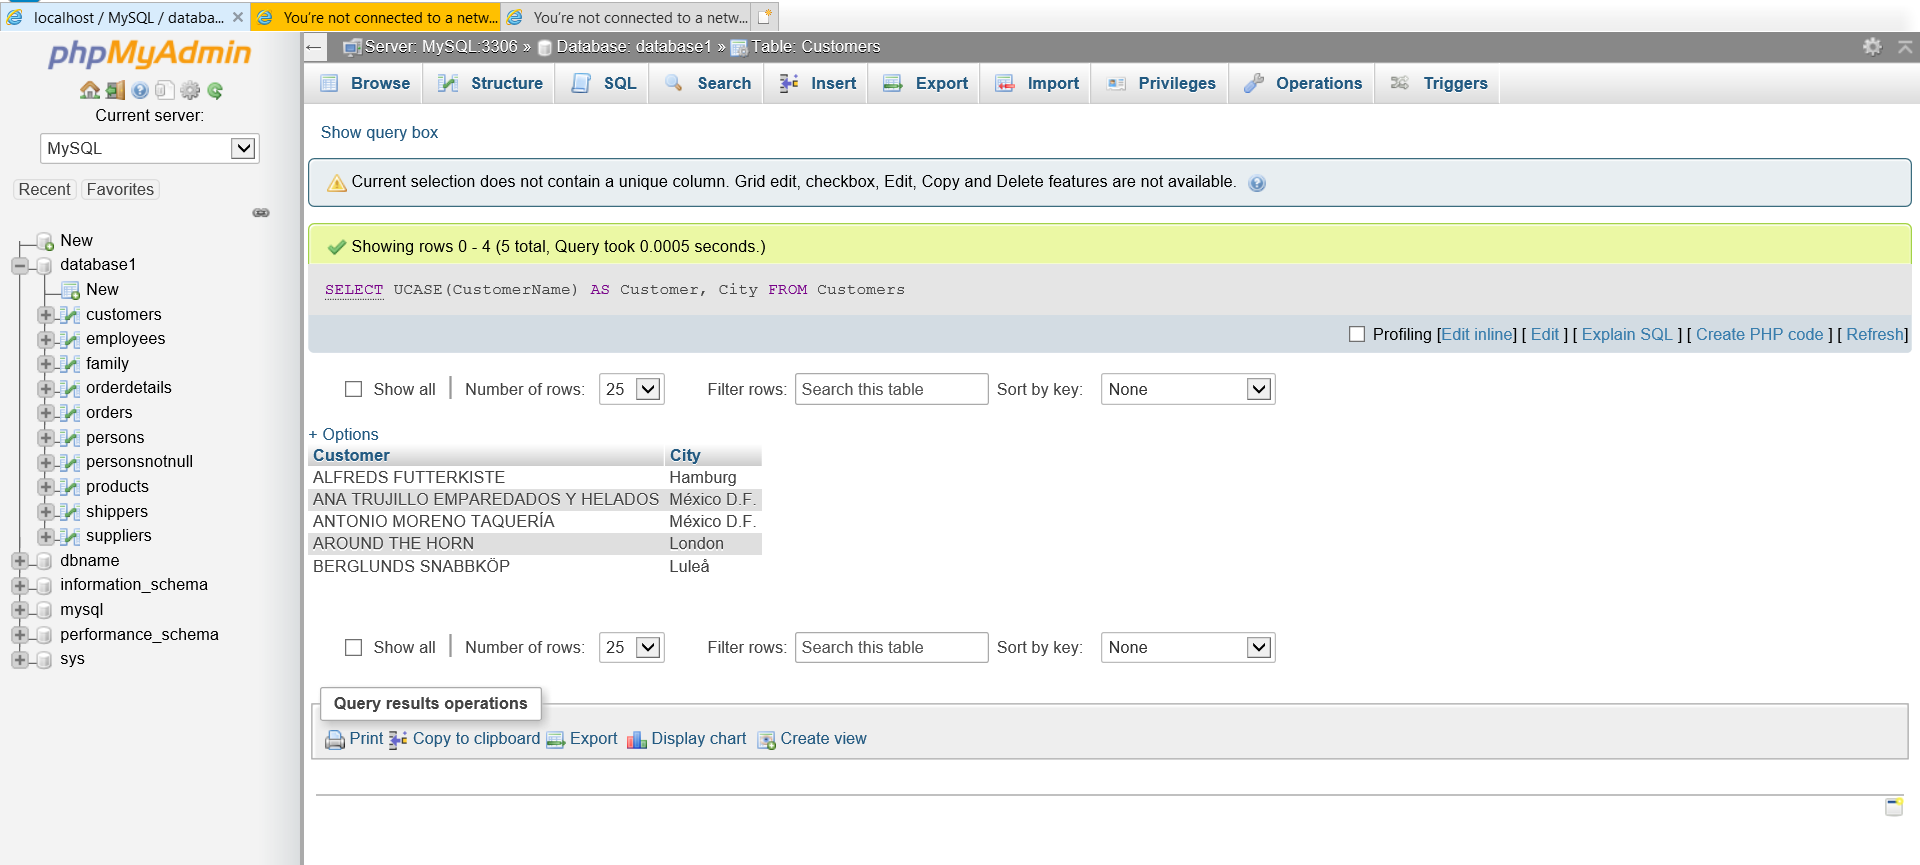 localhost / MySQL / databa...
You're not connected to a netw...
You're not connected to a netw...
phpMyAdmin
Current server:
MySQL
Recent
Favorites
New
database1
New
customers
employees
family
orderdetails
orders
persons
personsnotnull
products
shippers
suppliers
dbname
information_schema
mysql
performance_schema
sys
Server: MySQL:3306 » Database: database1 » Table: Customers
Browse Structure SQL Search Insert Export Import Privileges Operations Triggers
Show query box
Current selection does not contain a unique column. Grid edit, checkbox, Edit, Copy and Delete features are not available.
Showing rows 0 - 4 (5 total, Query took 0.0005 seconds.)
SELECT UCASE(CustomerName) AS Customer, City FROM Customers
Profiling [Edit inline] [ Edit ] [ Explain SQL ] [ Create PHP code ] [ Refresh]
Show all | Number of rows: 25 Filter rows: Search this table Sort by key: None
+ Options
Customer City
ALFREDS FUTTERKISTE Hamburg
ANA TRUJILLO EMPAREDADOS Y HELADOS México D.F.
ANTONIO MORENO TAQUERÍA México D.F.
AROUND THE HORN London
BERGLUNDS SNABBKÖP Luleå
Show all | Number of rows: 25 Filter rows: Search this table Sort by key: None
Query results operations
Print Copy to clipboard Export Display chart Create view